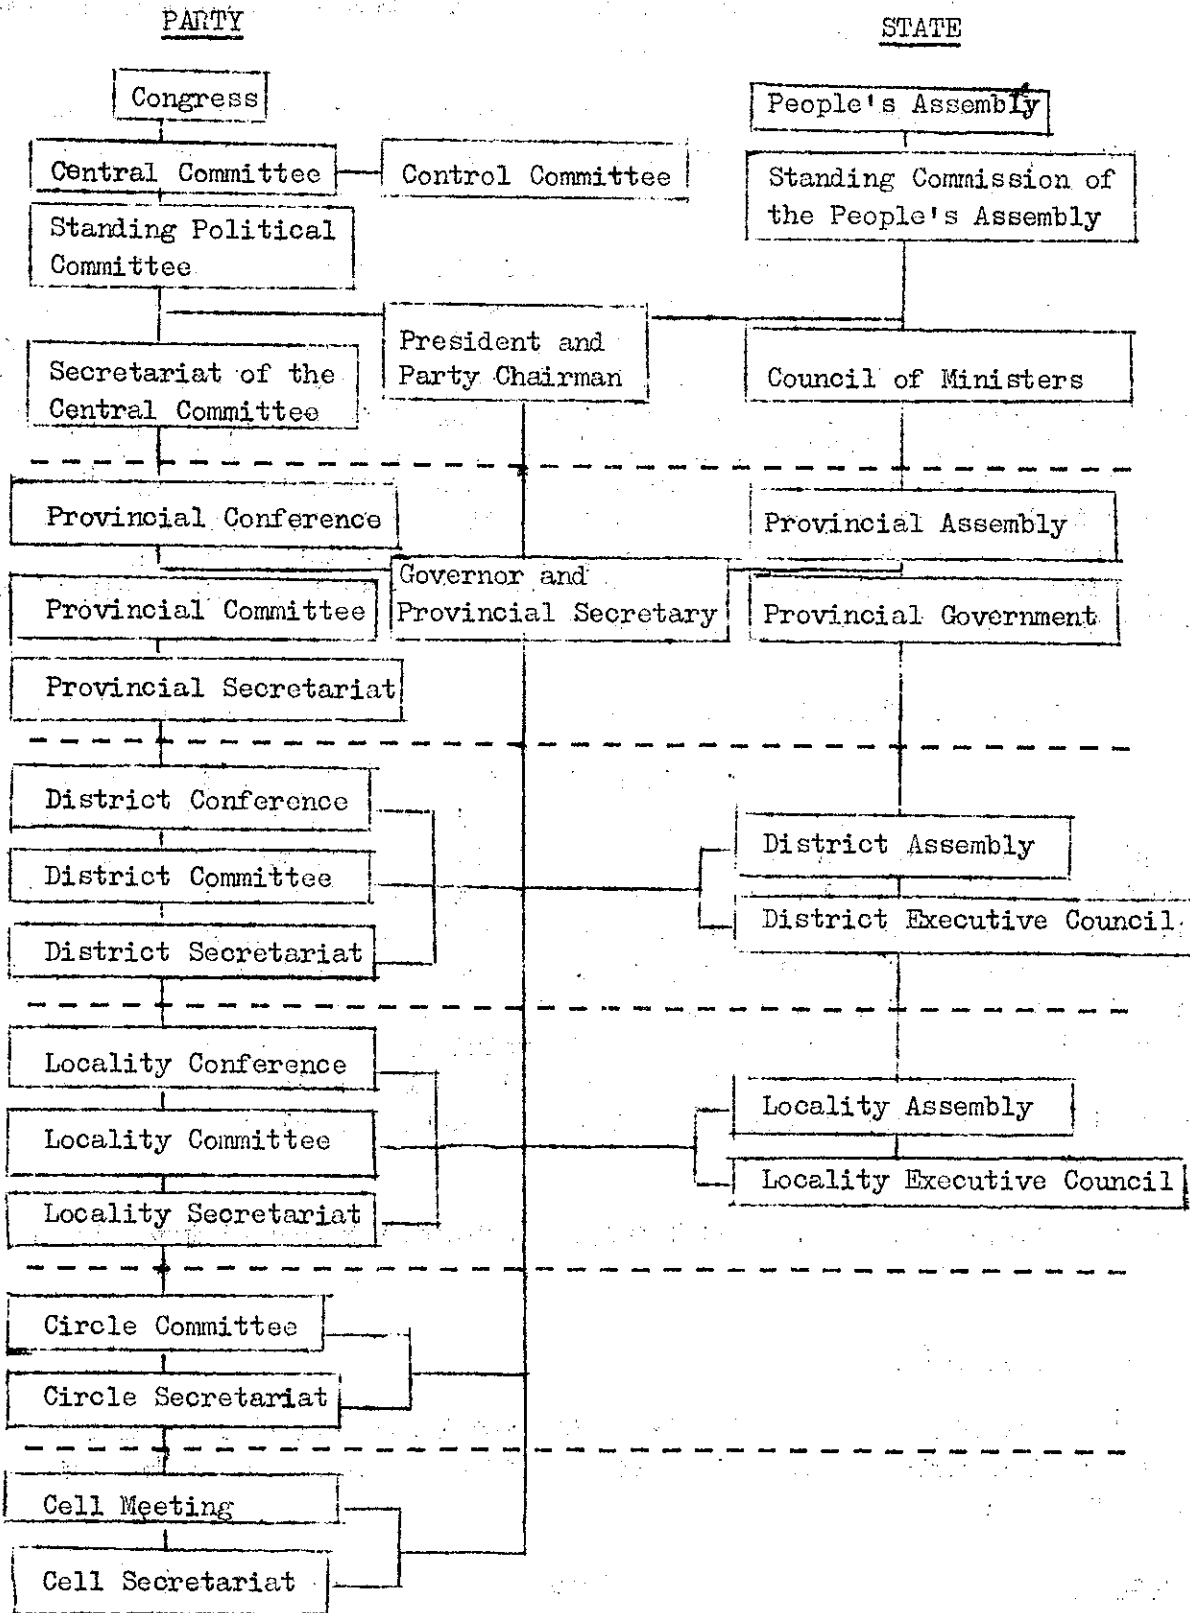 PARTY
STATE
Congress
People's Assembly
Central Committee
Control Committee
Standing Commission of
the People's Assembly
Standing Political
Committee
President and
Party Chairman
Secretariat of the
Central Committee
Council of Ministers
Provincial Conference
Provincial Assembly
Governor and
Provincial Secretary
Provincial Committee
Provincial Government
Provincial Secretariat
District Conference
District Assembly
District Committee
District Executive Council
District Secretariat
Locality Conference
Locality Assembly
Locality Committee
Locality Executive Council
Locality Secretariat
Circle Committee
Circle Secretariat
Cell Meeting
Cell Secretariat